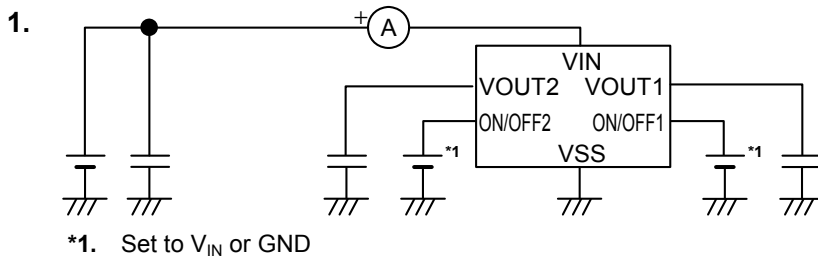 1.
+ A
VIN
VOUT2 VOUT1
ON/OFF2 ON/OFF1
*1 *1
VSS
*1. Set to VIN or GND